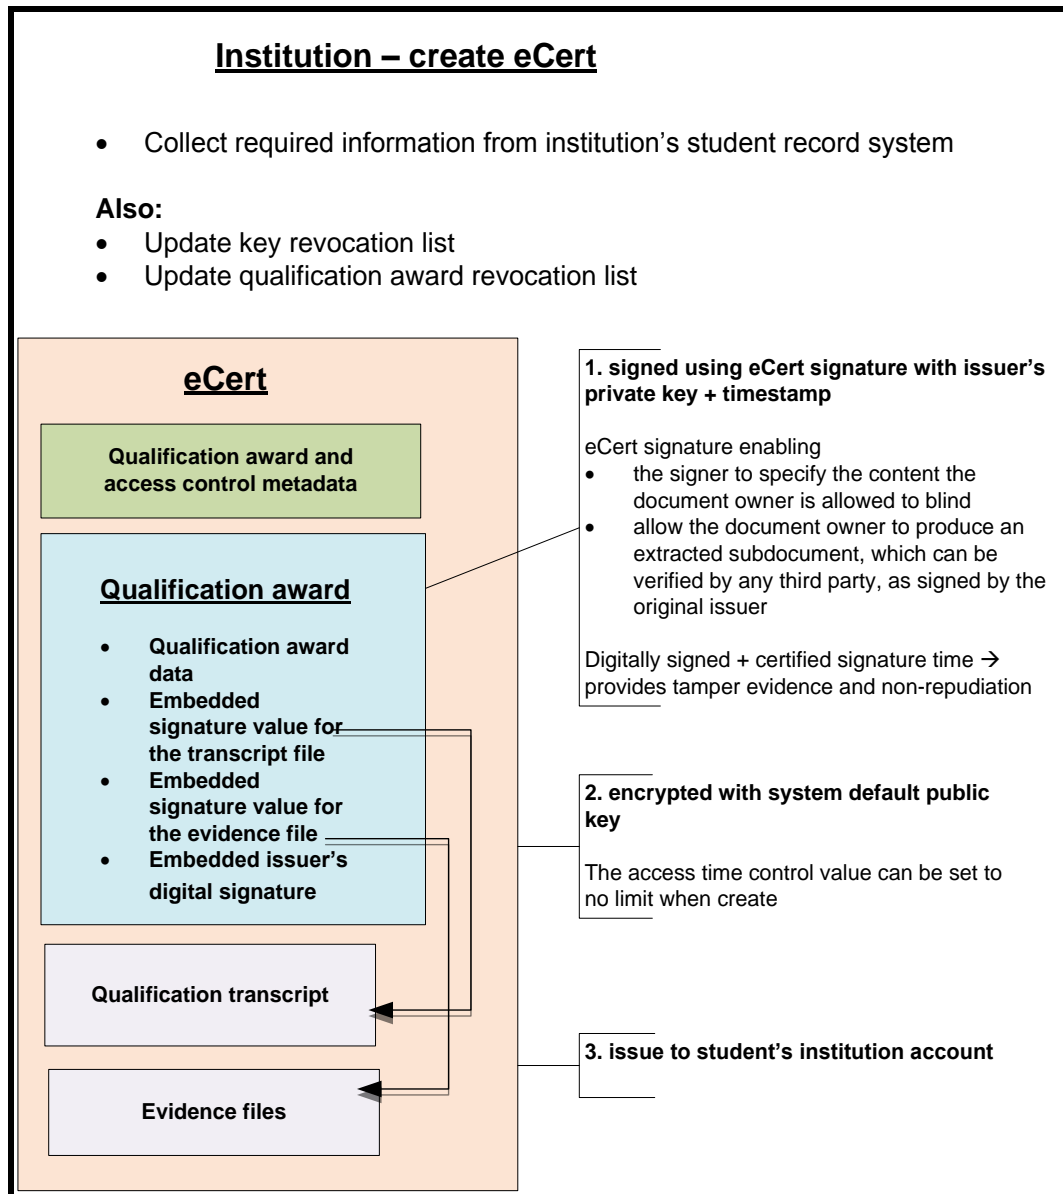 Institution – create eCert
• Collect required information from institution's student record system
Also:
• Update key revocation list
• Update qualification award revocation list
eCert
Qualification award and
access control metadata
Qualification award
• Qualification award
data
• Embedded
signature value for
the transcript file
• Embedded
signature value for
the evidence file
• Embedded issuer's
digital signature
Qualification transcript
Evidence files
1. signed using eCert signature with issuer's
private key + timestamp
eCert signature enabling
• the signer to specify the content the
document owner is allowed to blind
• allow the document owner to produce an
extracted subdocument, which can be
verified by any third party, as signed by the
original issuer
Digitally signed + certified signature time →
provides tamper evidence and non-repudiation
2. encrypted with system default public
key
The access time control value can be set to
no limit when create
3. issue to student's institution account